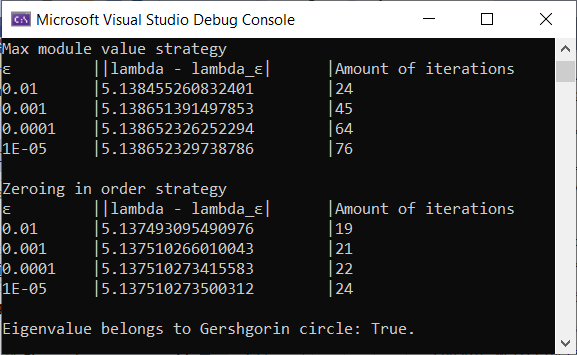 Microsoft Visual Studio Debug Console
Max module value strategy
ε ||lambda - lambda_ε| |Amount of iterations
0.01 |5.138455260832401 |24
0.001 |5.138651391497853 |45
0.0001 |5.138652326252294 |64
1E-05 |5.138652329738786 |76
Zeroing in order strategy
ε ||lambda - lambda_ε| |Amount of iterations
0.01 |5.137493095490976 |19
0.001 |5.137510266010043 |21
0.0001 |5.137510273415583 |22
1E-05 |5.137510273500312 |24
Eigenvalue belongs to Gershgorin circle: True.